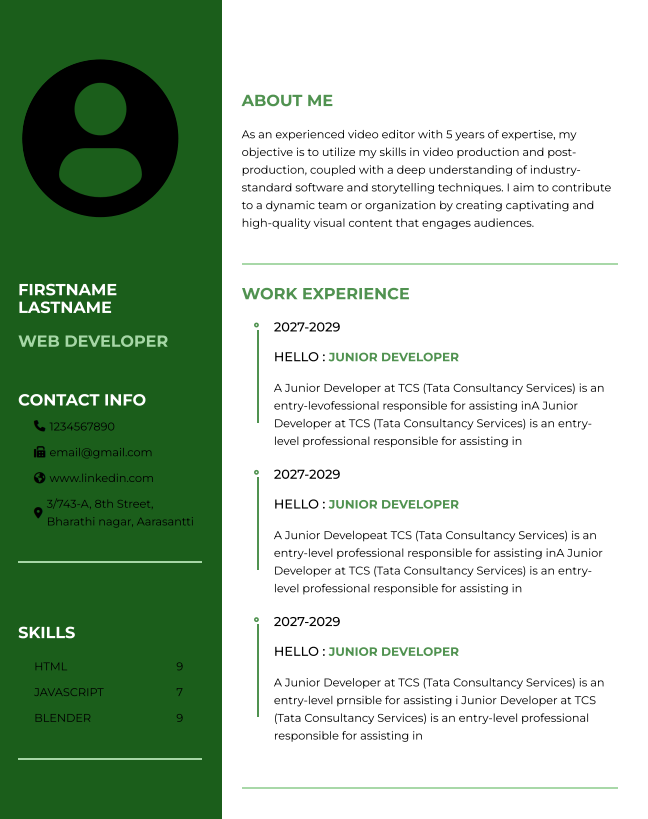 FIRSTNAME
LASTNAME
WEB DEVELOPER
CONTACT INFO
1234567890
email@gmail.com
www.linkedin.com
3/743-A, 8th Street,
Bharathi nagar, Aarasantti
SKILLS
HTML 9
JAVASCRIPT 7
BLENDER 9
ABOUT ME
As an experienced video editor with 5 years of expertise, my
objective is to utilize my skills in video production and post-
production, coupled with a deep understanding of industry-
standard software and storytelling techniques. I aim to contribute
to a dynamic team or organization by creating captivating and
high-quality visual content that engages audiences.
WORK EXPERIENCE
2027-2029
HELLO : JUNIOR DEVELOPER
A Junior Developer at TCS (Tata Consultancy Services) is an
entry-levofessional responsible for assisting inA Junior
Developer at TCS (Tata Consultancy Services) is an entry-
level professional responsible for assisting in
2027-2029
HELLO : JUNIOR DEVELOPER
A Junior Developeat TCS (Tata Consultancy Services) is an
entry-level professional responsible for assisting inA Junior
Developer at TCS (Tata Consultancy Services) is an entry-
level professional responsible for assisting in
2027-2029
HELLO : JUNIOR DEVELOPER
A Junior Developer at TCS (Tata Consultancy Services) is an
entry-level prnsible for assisting i Junior Developer at TCS
(Tata Consultancy Services) is an entry-level professional
responsible for assisting in